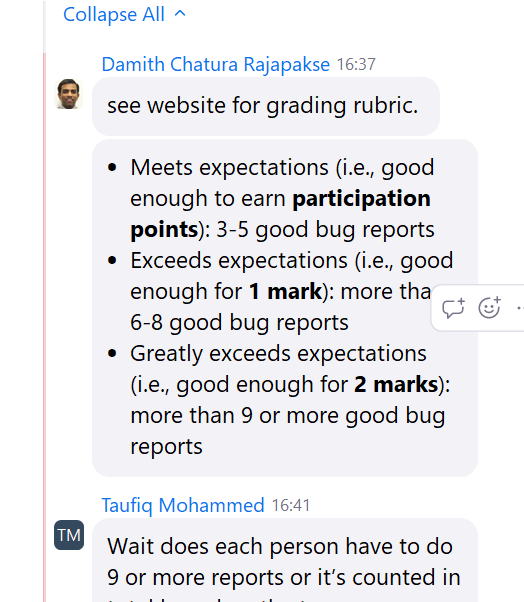 Collapse All
Damith Chatura Rajapakse 16:37
see website for grading rubric.
Meets expectations (i.e., good
enough to earn participation
points): 3-5 good bug reports
Exceeds expectations (i.e., good
enough for 1 mark): more tha
6-8 good bug reports
Greatly exceeds expectations
(i.e., good enough for 2 marks):
more than 9 or more good bug
reports
Taufiq Mohammed 16:41
TM
Wait does each person have to do
9 or more reports or it's counted in